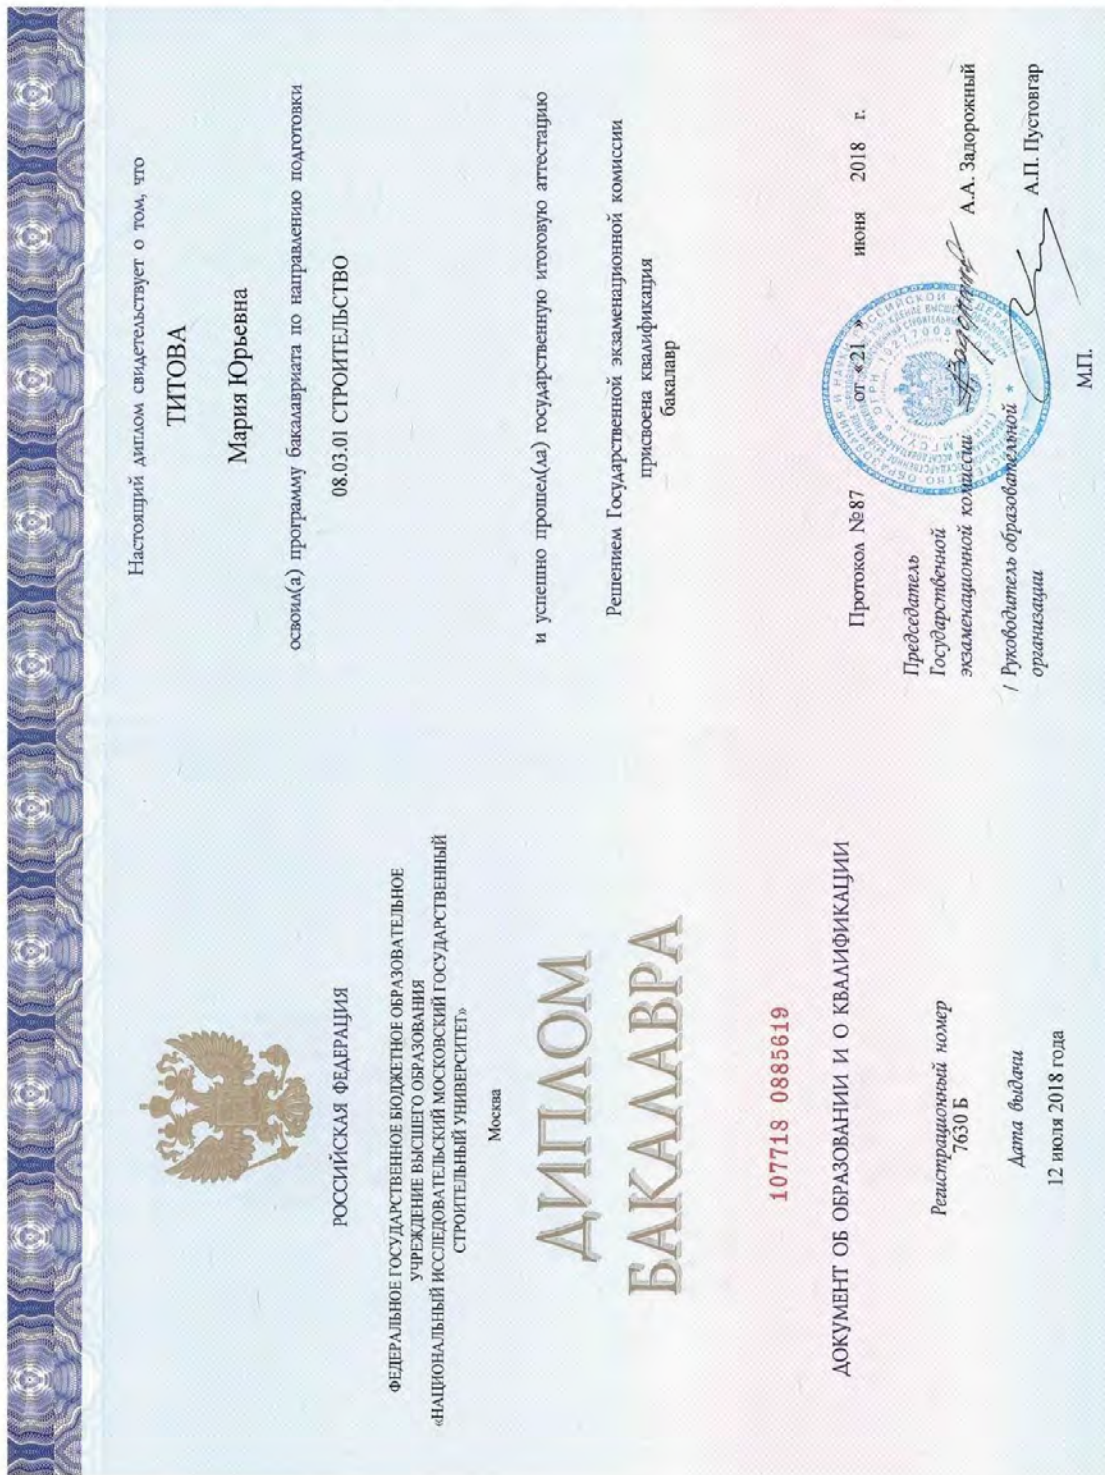 РОССИЙСКАЯ ФЕДЕРАЦИЯ
ФЕДЕРАЛЬНОЕ ГОСУДАРСТВЕННОЕ БЮДЖЕТНОЕ ОБРАЗОВАТЕЛЬНОЕ
УЧРЕЖДЕНИЕ ВЫСШЕГО ОБРАЗОВАНИЯ
«НАЦИОНАЛЬНЫЙ ИССЛЕДОВАТЕЛЬСКИЙ МОСКОВСКИЙ ГОСУДАРСТВЕННЫЙ
СТРОИТЕЛЬНЫЙ УНИВЕРСИТЕТ»
Москва
ДИПЛОМ
БАКАЛАВРА
107718 0885619
ДОКУМЕНТ ОБ ОБРАЗОВАНИИ И О КВАЛИФИКАЦИИ
Регистрационный номер
7630 Б
Дата выдачи
12 июля 2018 года
Настоящий диплом свидетельствует о том, что
ТИТОВА
Мария Юрьевна
освоил(а) программу бакалавриата по направлению подготовки
08.03.01 СТРОИТЕЛЬСТВО
и успешно прошел(ла) государственную итоговую аттестацию
Решением Государственной экзаменационной комиссии
присвоена квалификация
бакалавр
Протокол №87 от «21 » июня 2018 г.
Председатель
Государственной
экзаменационной комиссии А.А. Задорожный
/ Руководитель образовательной А.П. Пустовгар
организации
М.П.